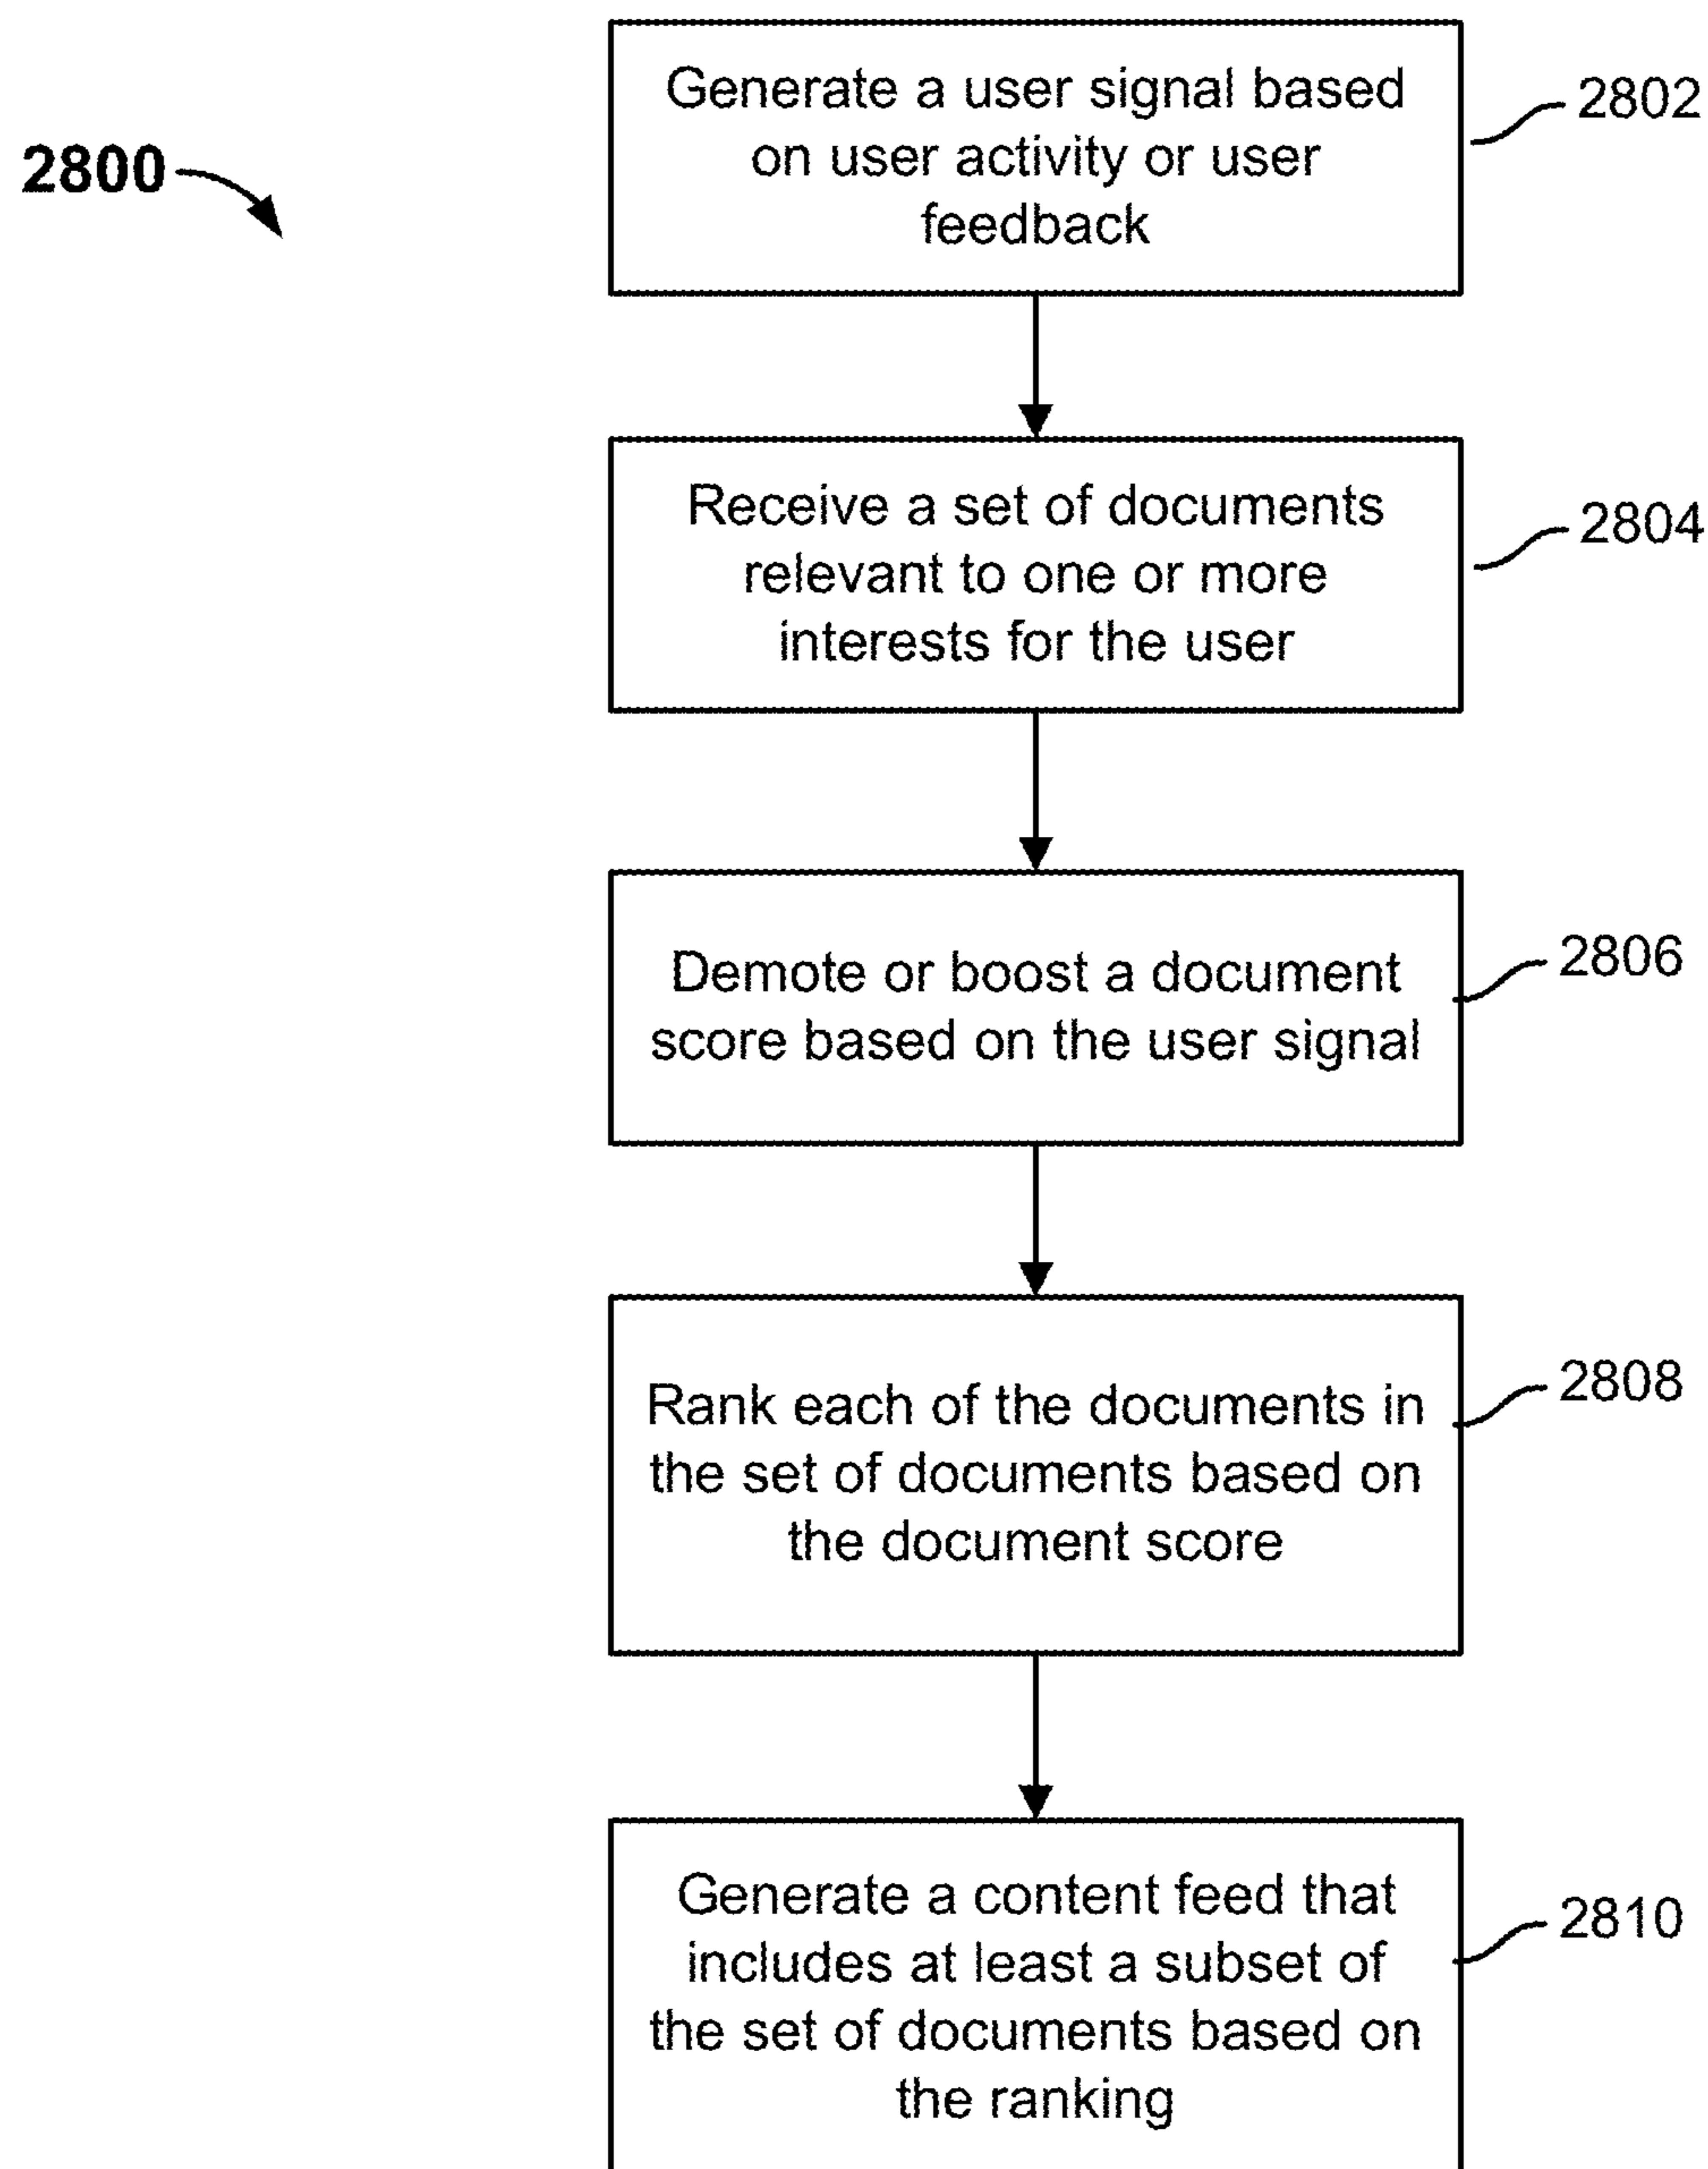 Generate a user signal based
on user activity or user
feedback
2802
2800
Receive a set of documents
relevant to one or more
interests for the user
2804
Demote or boost a document
score based on the user signal
2806
Rank each of the documents in
the set of documents based on
the document score
2808
Generate a content feed that
includes at least a subset of
the set of documents based on
the ranking
2810